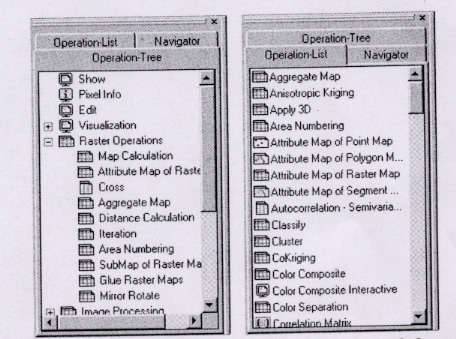 Operation-List Navigator
Operation-Tree
Show
Pixel Info
Edit
Visualization
Raster Operations
Map Calculation
Attribute Map of Raste
Cross
Aggregate Map
Distance Calculation
Iteration
Area Numbering
SubMap of Raster Ma
Glue Raster Maps
Mirror Rotate
Image Processing
Operation-Tree
Operation-List Navigator
Aggregate Map
Anisotropic Kriging
Apply 3D
Area Numbering
Attribute Map of Point Map
Attribute Map of Polygon M...
Attribute Map of Raster Map
Attribute Map of Segment ...
Autocorrelation - Semivaria...
Classify
Cluster
CoKriging
Color Composite
Color Composite Interactive
Color Separation
Correlation Matrix